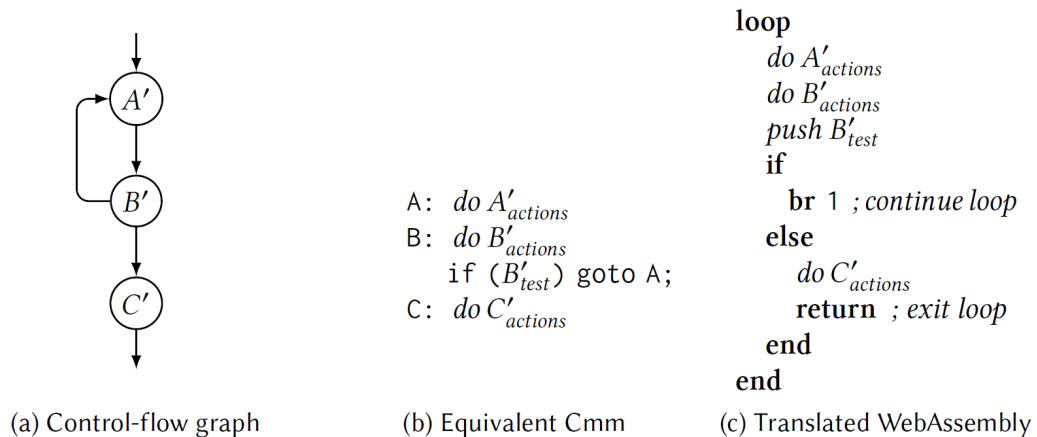 A′
B′
C′
(a) Control-flow graph
A: do A′actions
B: do B′actions
if (B′test) goto A;
C: do C′actions
(b) Equivalent Cmm
loop
do A′actions
do B′actions
push B′test
if
br 1 ; continue loop
else
do C′actions
return ; exit loop
end
end
(c) Translated WebAssembly